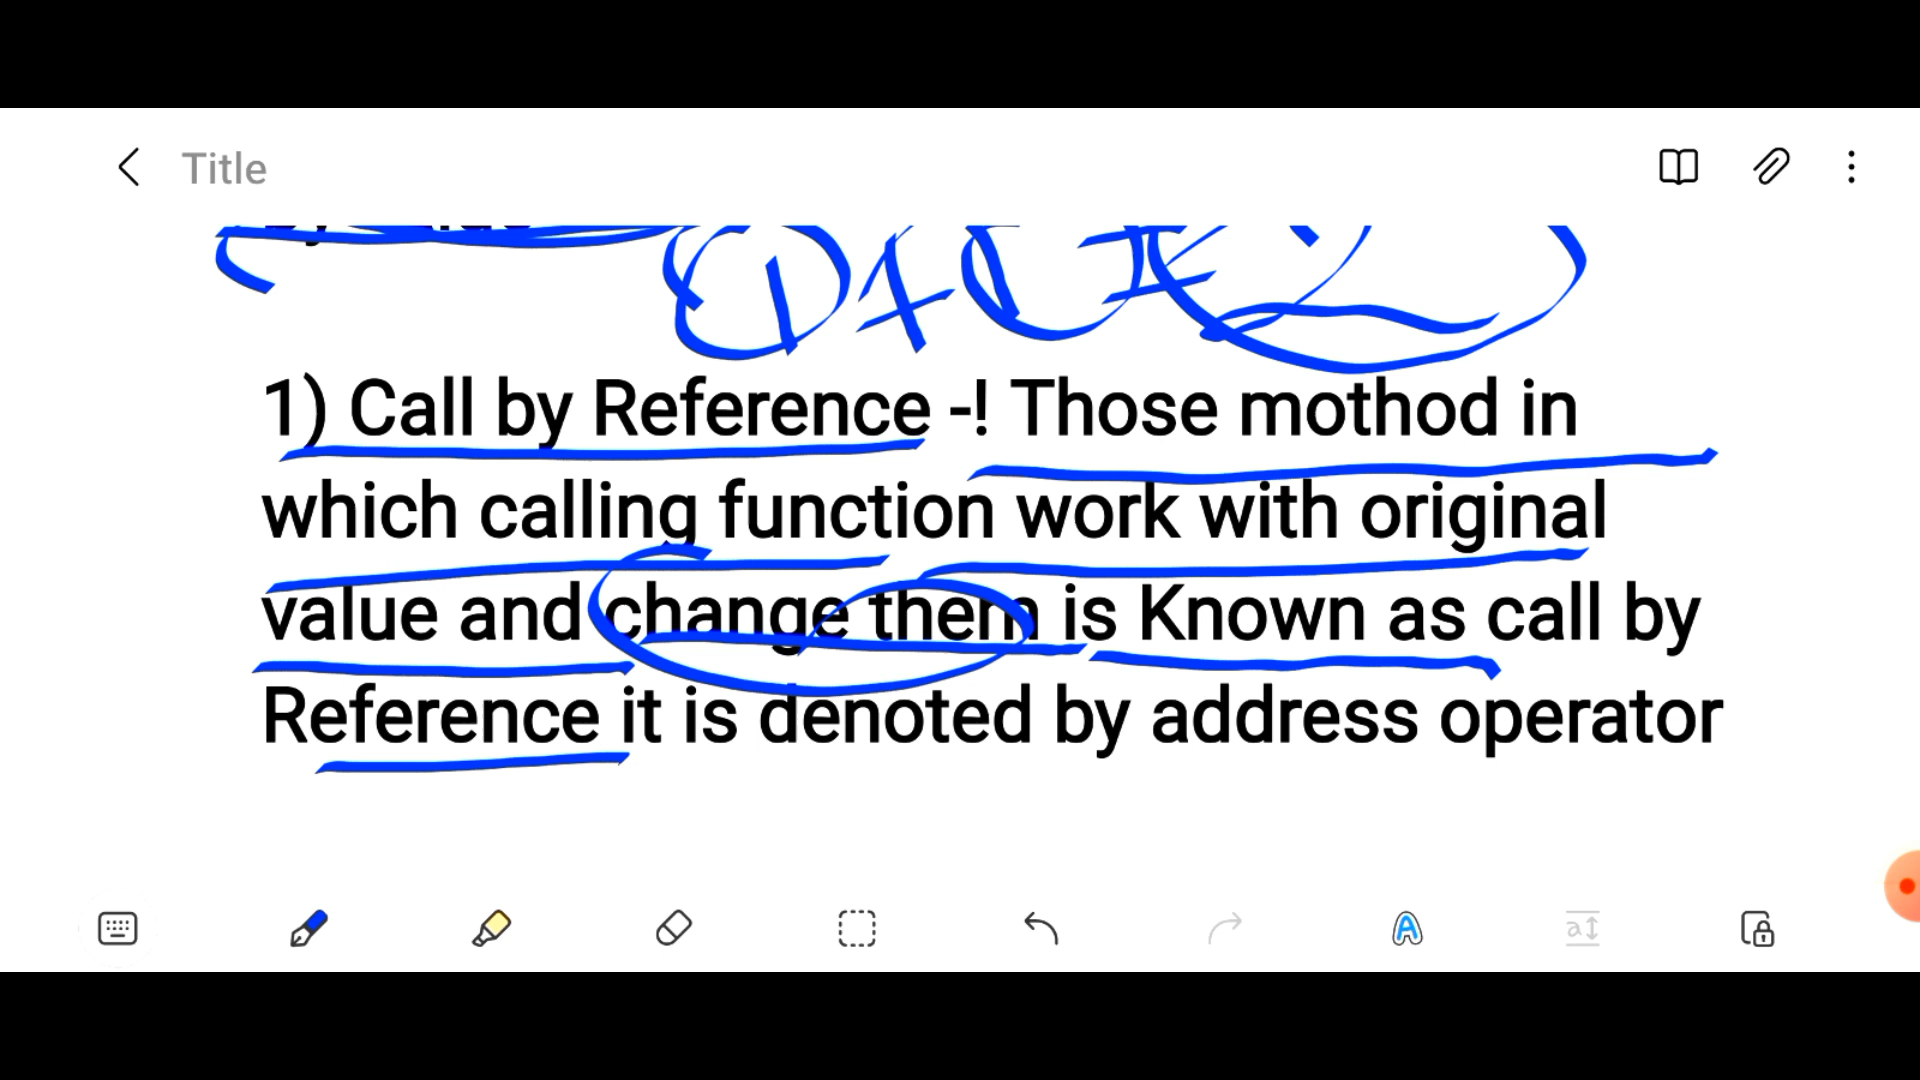 Title
1) Call by Reference -! Those mothod in
which calling function work with original
value and change them is Known as call by
Reference it is denoted by address operator